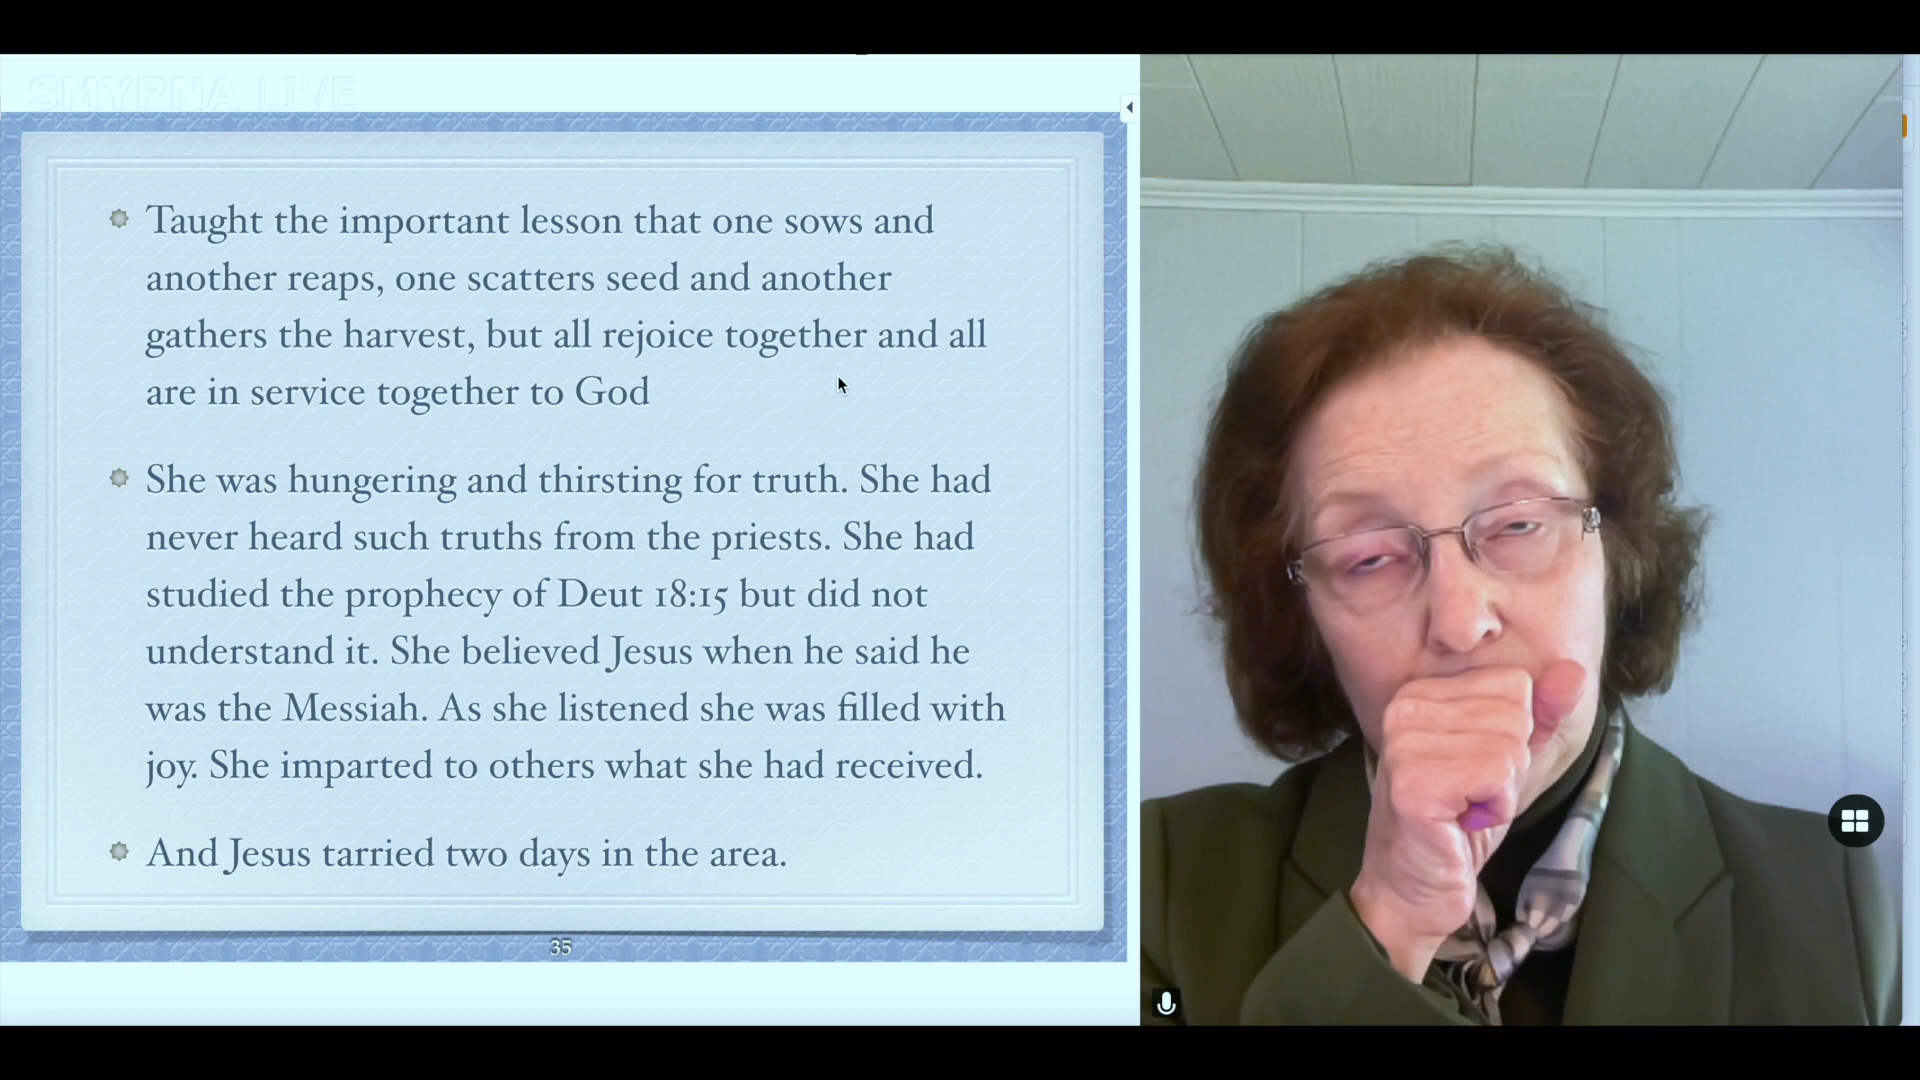 SMYRNA LIVE
Taught the important lesson that one sows and
another reaps, one scatters seed and another
gathers the harvest, but all rejoice together and all
are in service together to God
She was hungering and thirsting for truth. She had
never heard such truths from the priests. She had
studied the prophecy of Deut 18:15 but did not
understand it. She believed Jesus when he said he
was the Messiah. As she listened she was filled with
joy. She imparted to others what she had received.
And Jesus tarried two days in the area.
35